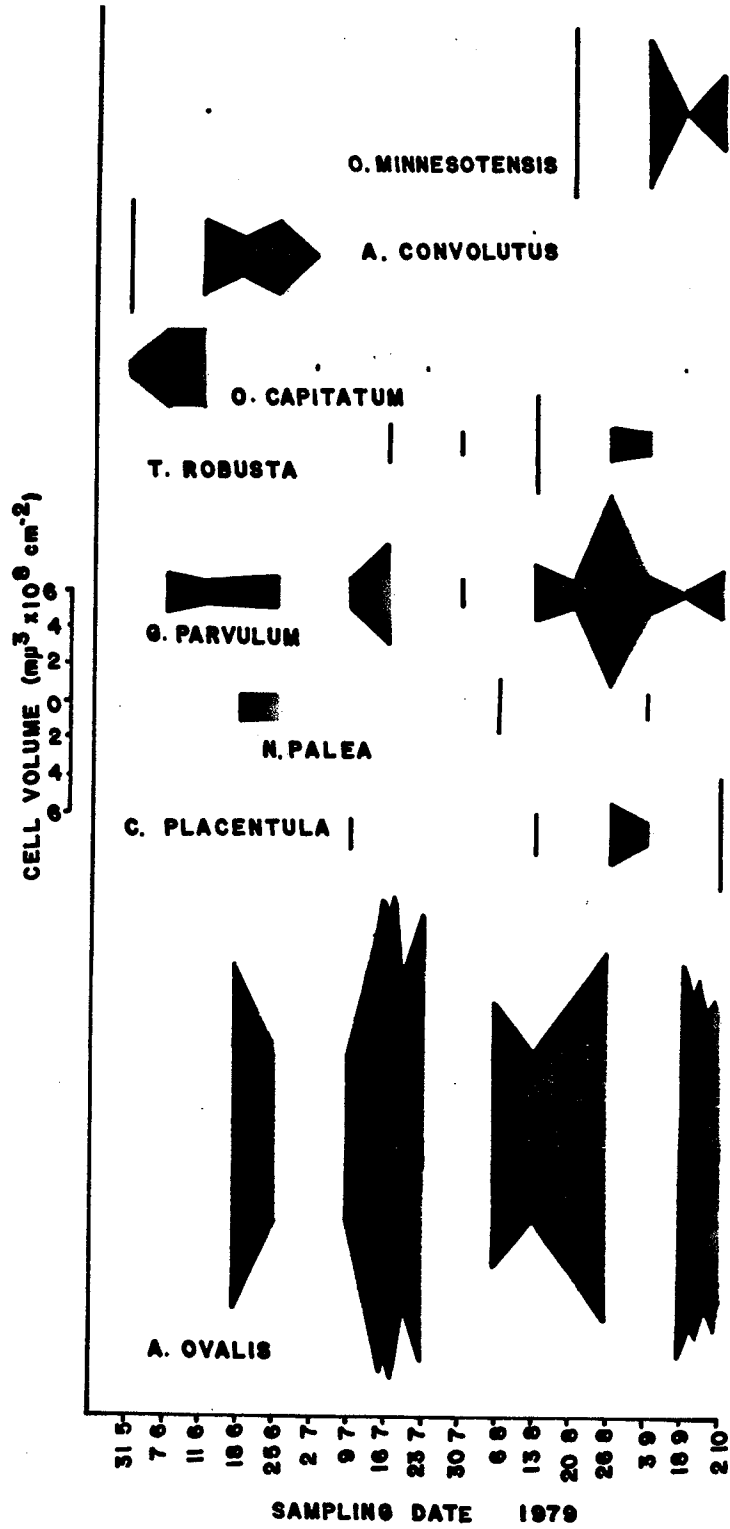 O. MINNESOTENSIS
A. CONVOLUTUS
O. CAPITATUM
T. ROBUSTA
G. PARVULUM
N. PALEA
C. PLACENTULA
A. OVALIS
CELL VOLUME (mµ³ x10⁸ cm⁻²)
6
4
2
0
2
4
6
31 5
7 6
11 6
18 6
25 6
2 7
9 7
16 7
23 7
30 7
6 8
13 8
20 8
26 8
3 9
18 9
2 10
SAMPLING DATE 1979